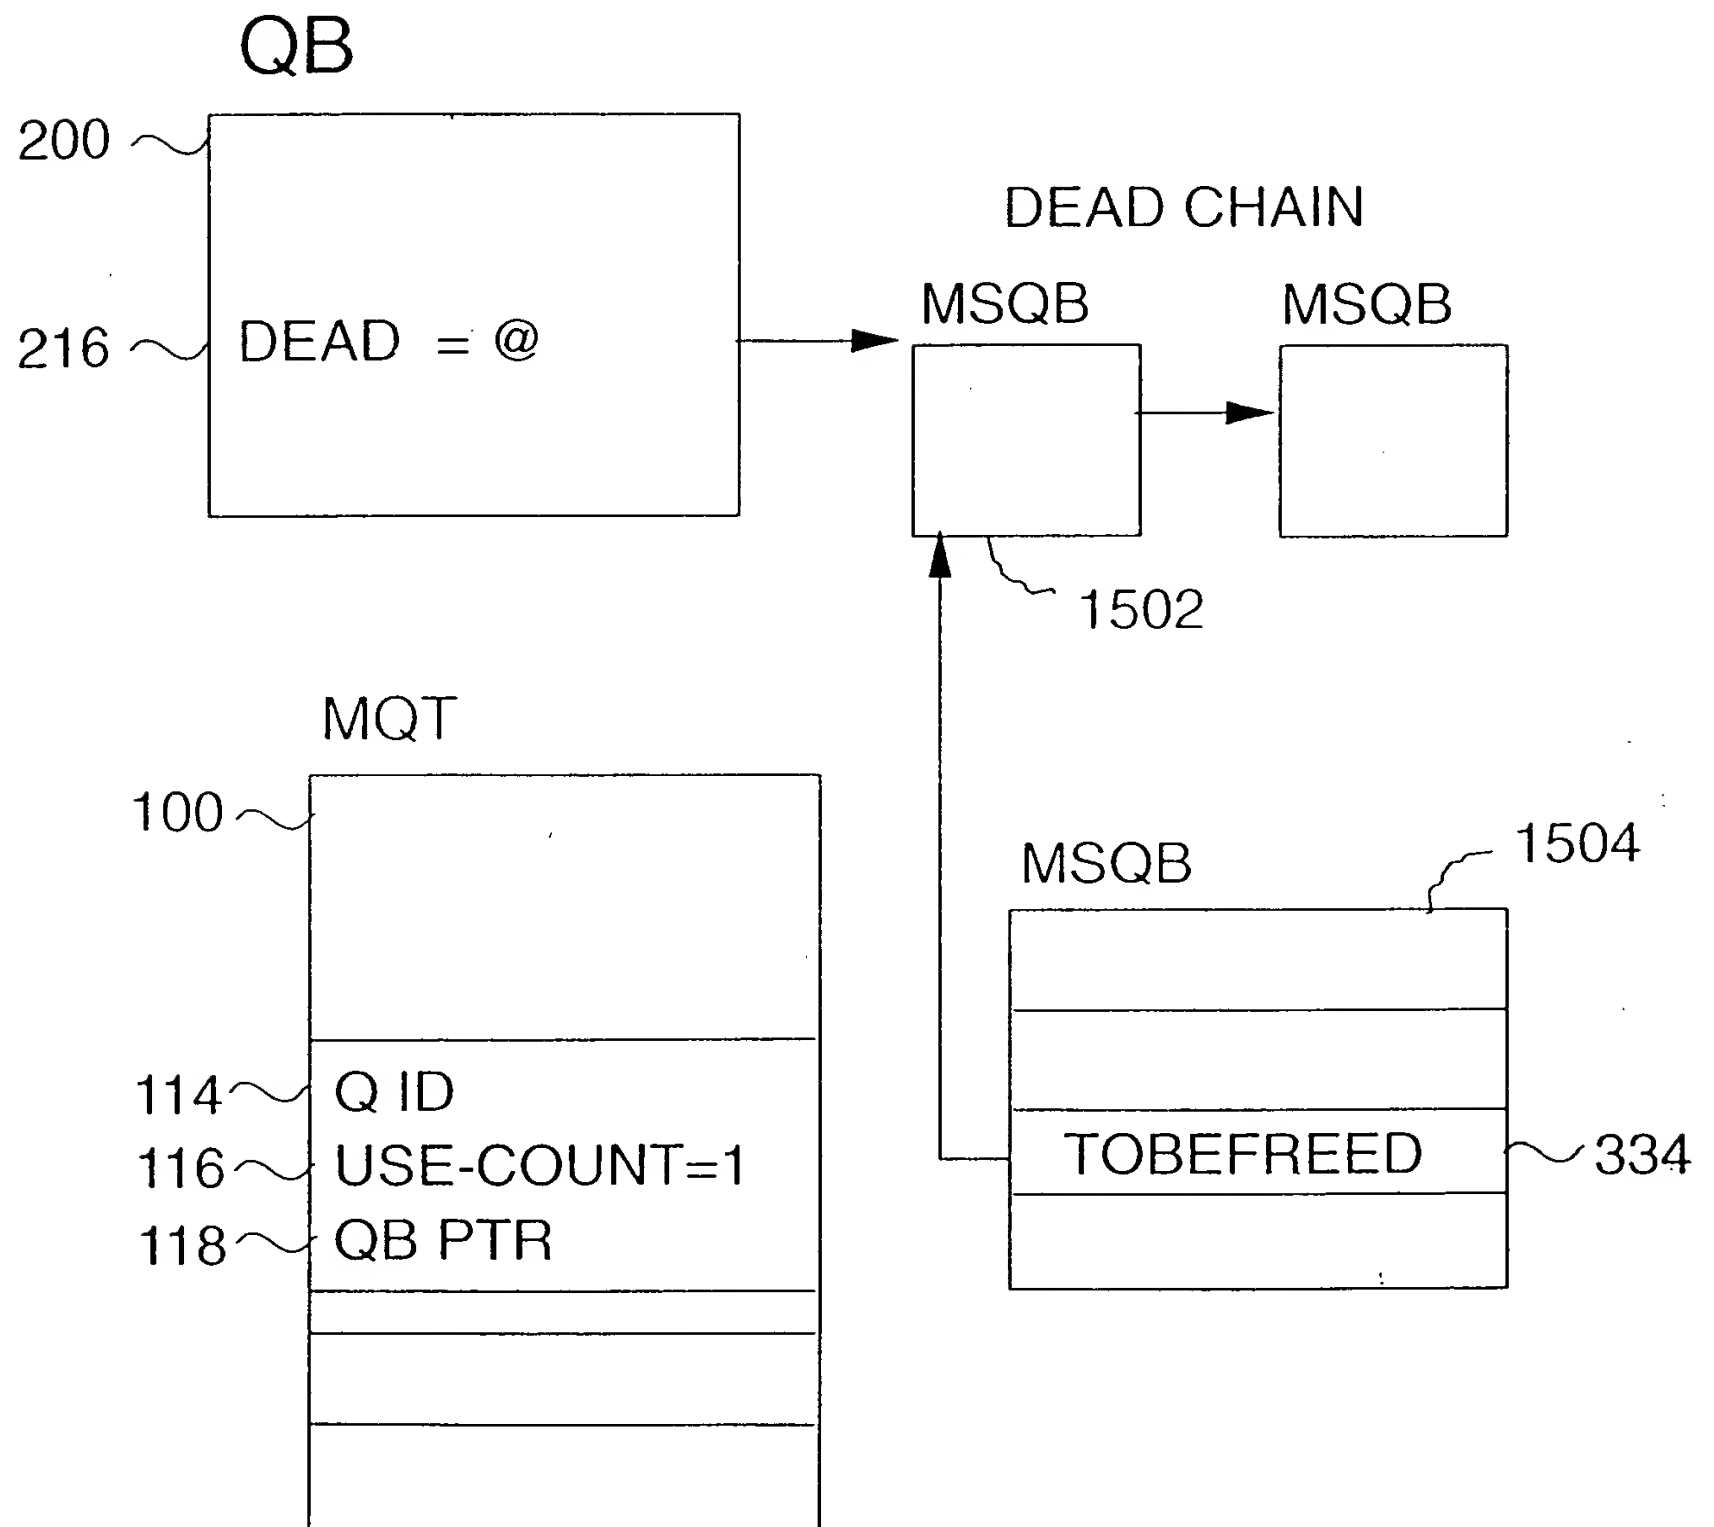 QB
200
DEAD CHAIN
MSQB MSQB
216 DEAD = @
1502
MQT
100
MSQB 1504
114 Q ID
116 USE-COUNT=1
TOBEFREED 334
118 QB PTR